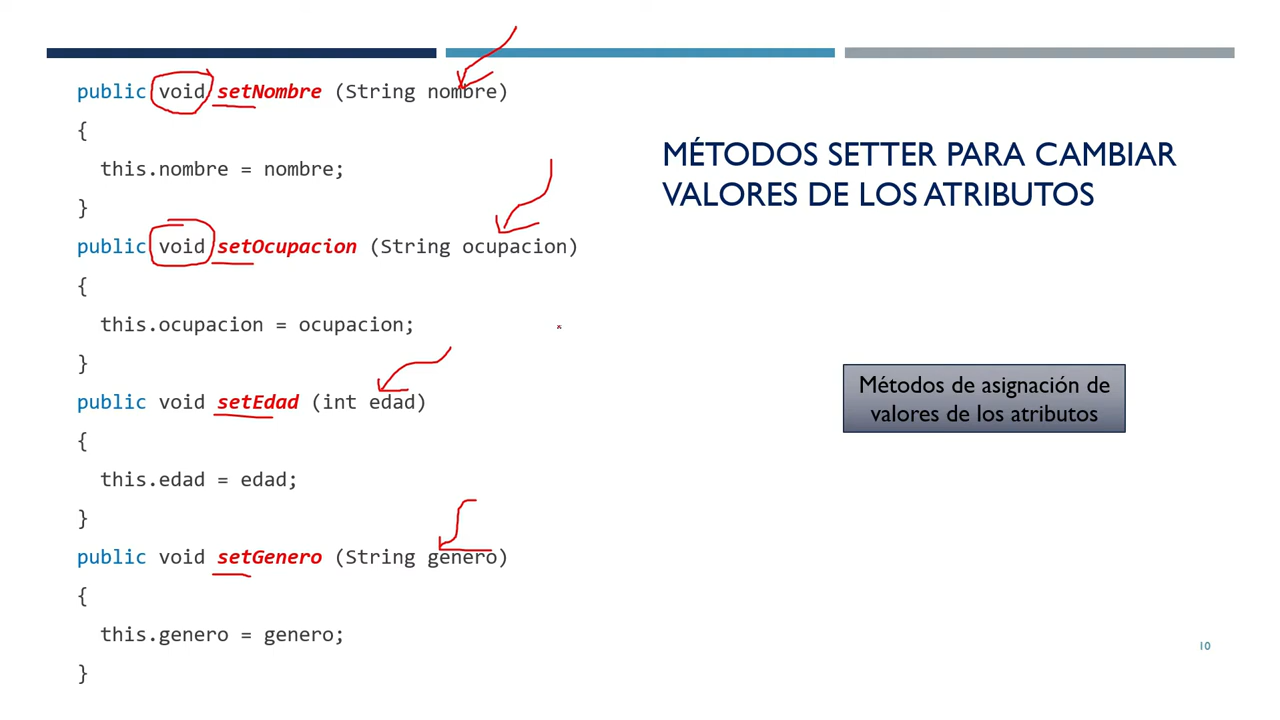 public void setNombre (String nombre)
{
this.nombre = nombre;
}
public void setOcupacion (String ocupacion)
{
this.ocupacion = ocupacion;
}
public void setEdad (int edad)
{
this.edad = edad;
}
public void setGenero (String genero)
{
this.genero = genero;
}
MÉTODOS SETTER PARA CAMBIAR
VALORES DE LOS ATRIBUTOS
Métodos de asignación de
valores de los atributos
10